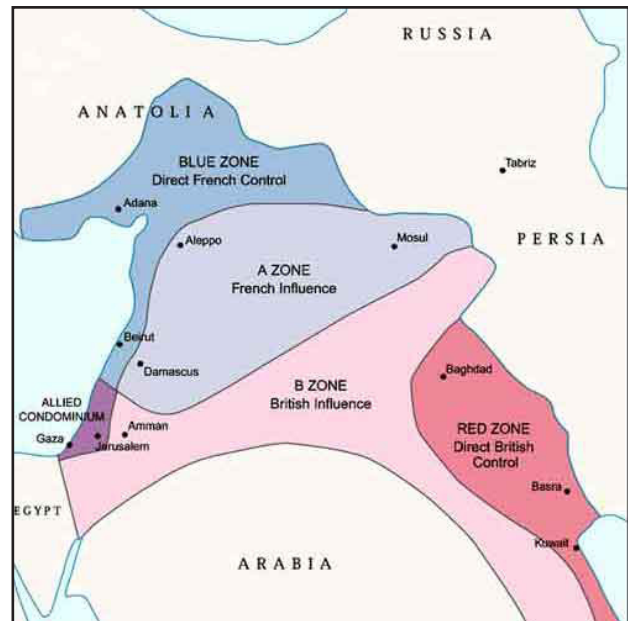 RUSSIA
ANATOLIA
BLUE ZONE
Direct French Control
Tabriz
Adana
Aleppo
Mosul
PERSIA
A ZONE
French Influence
Beirut
Damascus
Baghdad
B ZONE
British Influence
ALLIED
CONDOMINIUM
Amman
Gaza
Jerusalem
RED ZONE
Direct British
Control
Basra
EGYPT
Kuwait
ARABIA